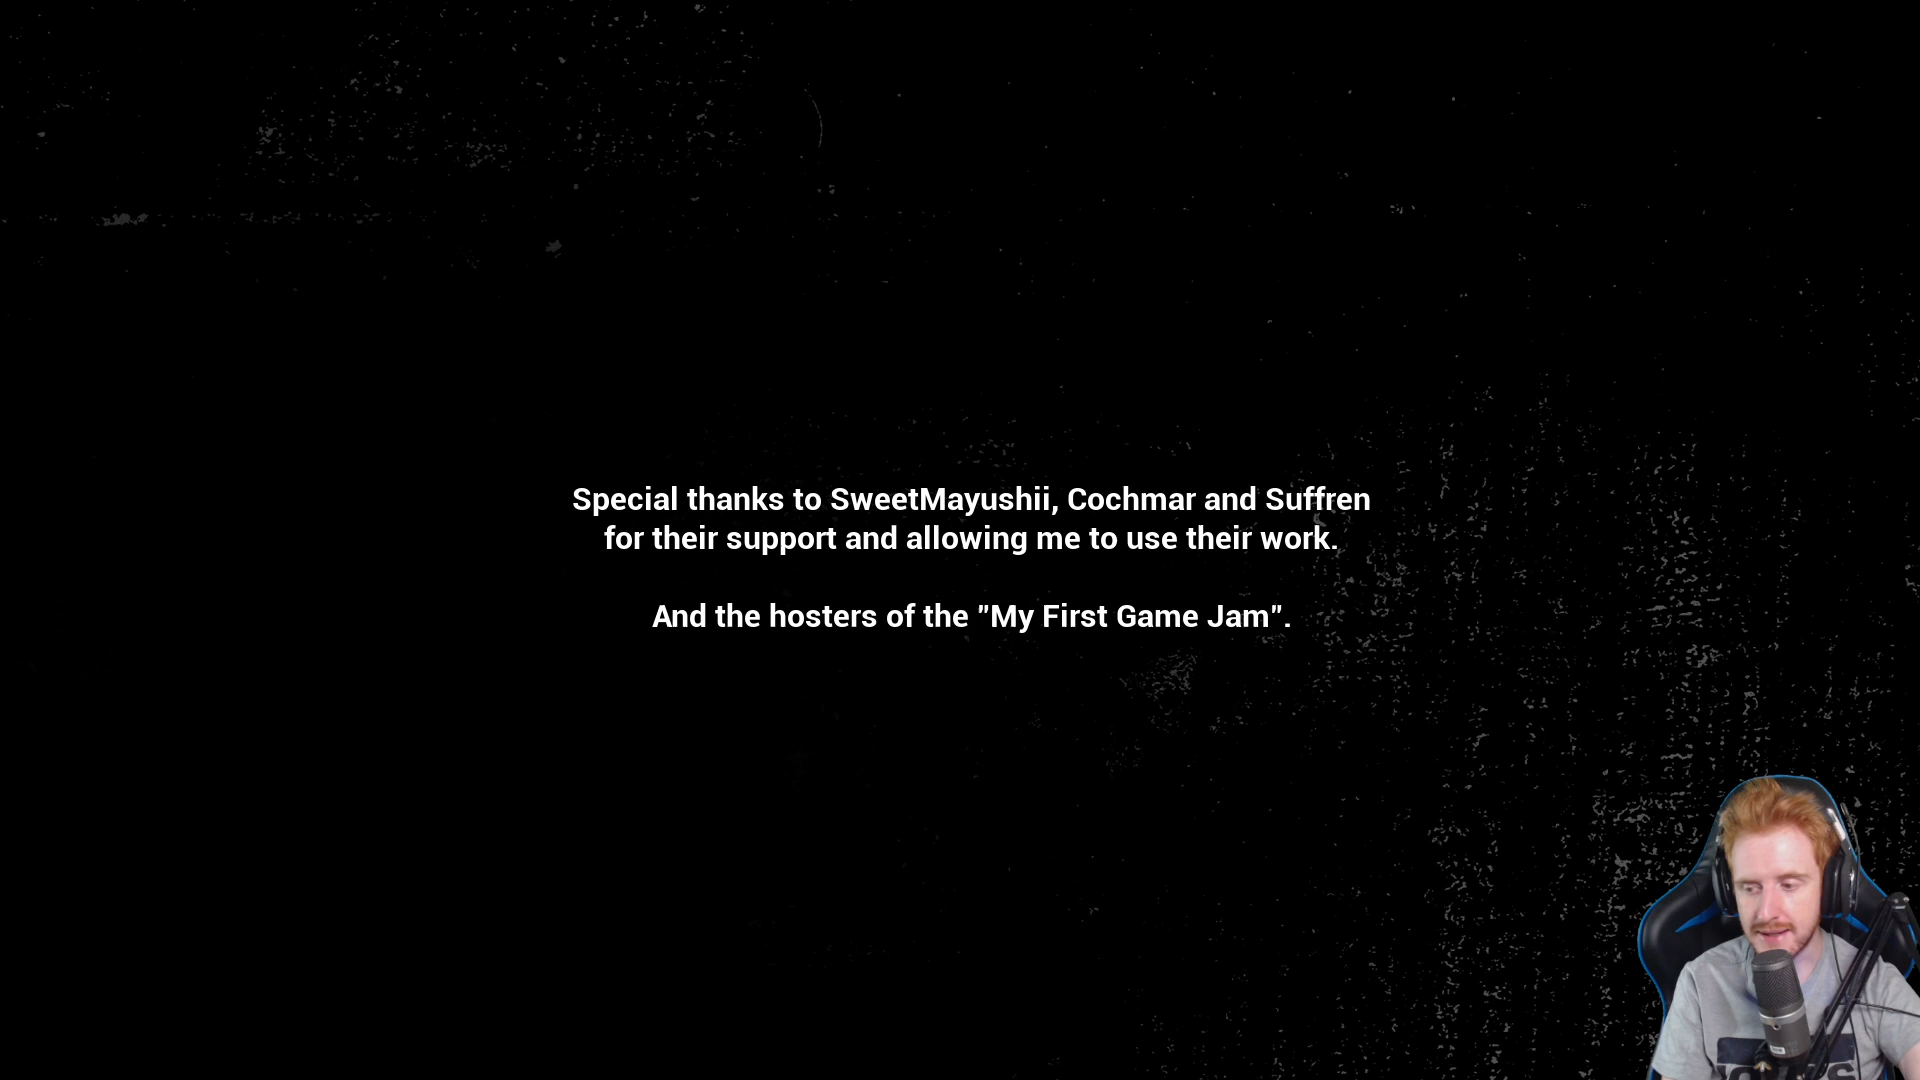 Special thanks to SweetMayushii, Cochmar and Suffren
for their support and allowing me to use their work.
And the hosters of the "My First Game Jam".